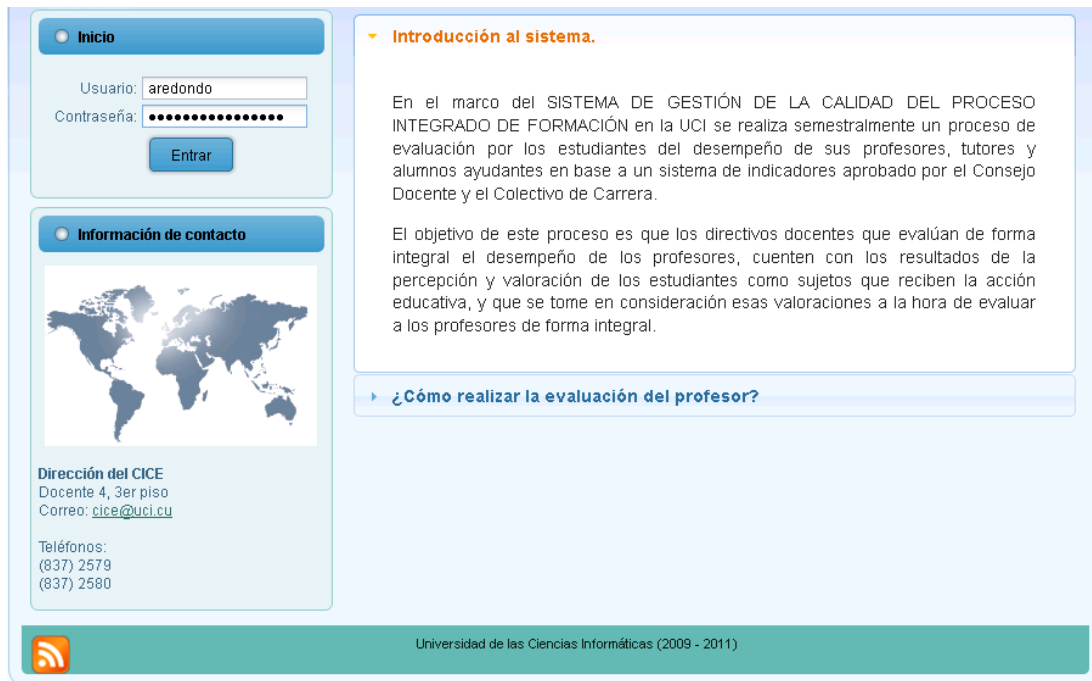 Inicio
Usuario: aredondo
Contraseña: ●●●●●●●●●●●●●●●●
Entrar
Información de contacto
Dirección del CICE
Docente 4, 3er piso
Correo: cice@uci.cu
Teléfonos:
(837) 2579
(837) 2580
Introducción al sistema.
En el marco del SISTEMA DE GESTIÓN DE LA CALIDAD DEL PROCESO
INTEGRADO DE FORMACIÓN en la UCI se realiza semestralmente un proceso de
evaluación por los estudiantes del desempeño de sus profesores, tutores y
alumnos ayudantes en base a un sistema de indicadores aprobado por el Consejo
Docente y el Colectivo de Carrera.
El objetivo de este proceso es que los directivos docentes que evalúan de forma
integral el desempeño de los profesores, cuenten con los resultados de la
percepción y valoración de los estudiantes como sujetos que reciben la acción
educativa, y que se tome en consideración esas valoraciones a la hora de evaluar
a los profesores de forma integral.
¿Cómo realizar la evaluación del profesor?
Universidad de las Ciencias Informáticas (2009 - 2011)